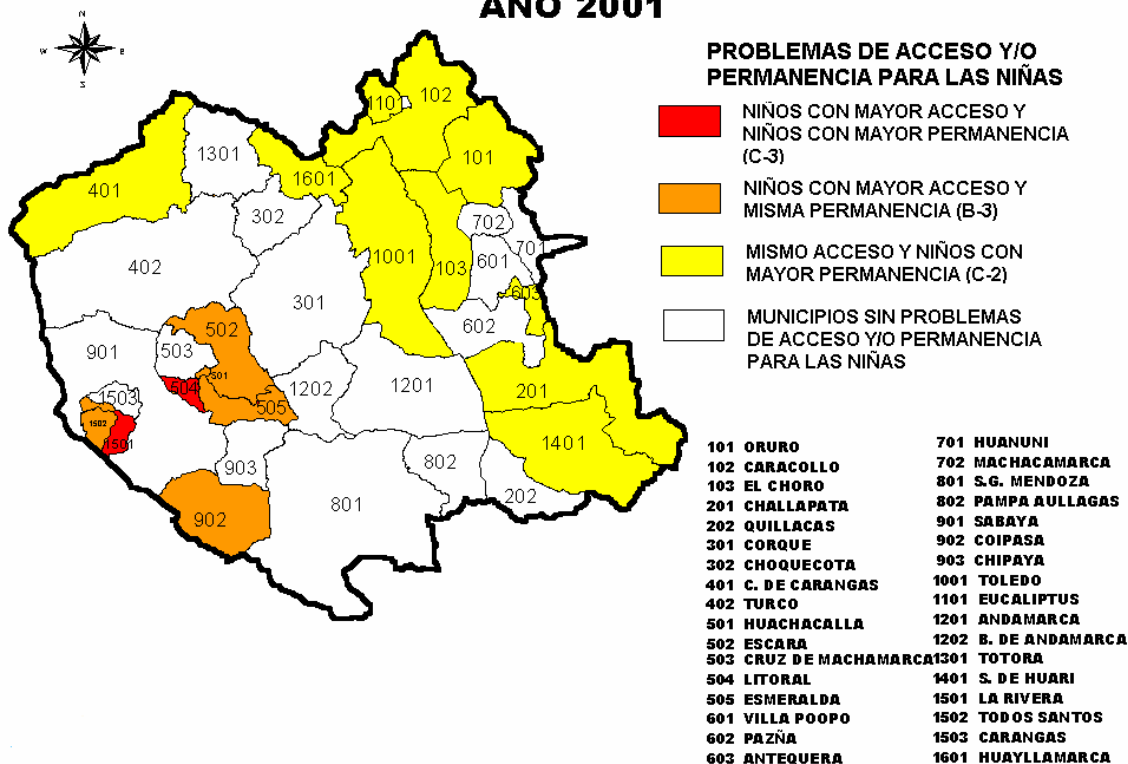 AÑO 2001
N
W
E
S
PROBLEMAS DE ACCESO Y/O
PERMANENCIA PARA LAS NIÑAS
NIÑOS CON MAYOR ACCESO Y
NIÑOS CON MAYOR PERMANENCIA
(C-3)
NIÑOS CON MAYOR ACCESO Y
MISMA PERMANENCIA (B-3)
MISMO ACCESO Y NIÑOS CON
MAYOR PERMANENCIA (C-2)
MUNICIPIOS SIN PROBLEMAS
DE ACCESO Y/O PERMANENCIA
PARA LAS NIÑAS
1101
102
1301
101
401
1601
302
702
701
402
1001
103
601
301
603
502
602
901
503
501
504
1202
1201
201
1503
505
1502
1501
1401
903
802
202
801
902
101 ORURO
102 CARACOLLO
103 EL CHORO
201 CHALLAPATA
202 QUILLACAS
301 CORQUE
302 CHOQUECOTA
401 C. DE CARANGAS
402 TURCO
501 HUACHACALLA
502 ESCARA
503 CRUZ DE MACHAMARCA
504 LITORAL
505 ESMERALDA
601 VILLA POOPO
602 PAZÑA
603 ANTEQUERA
701 HUANUNI
702 MACHACAMARCA
801 S.G. MENDOZA
802 PAMPA AULLAGAS
901 SABAYA
902 COIPASA
903 CHIPAYA
1001 TOLEDO
1101 EUCALIPTUS
1201 ANDAMARCA
1202 B. DE ANDAMARCA
1301 TOTORA
1401 S. DE HUARI
1501 LA RIVERA
1502 TODOS SANTOS
1503 CARANGAS
1601 HUAYLLAMARCA